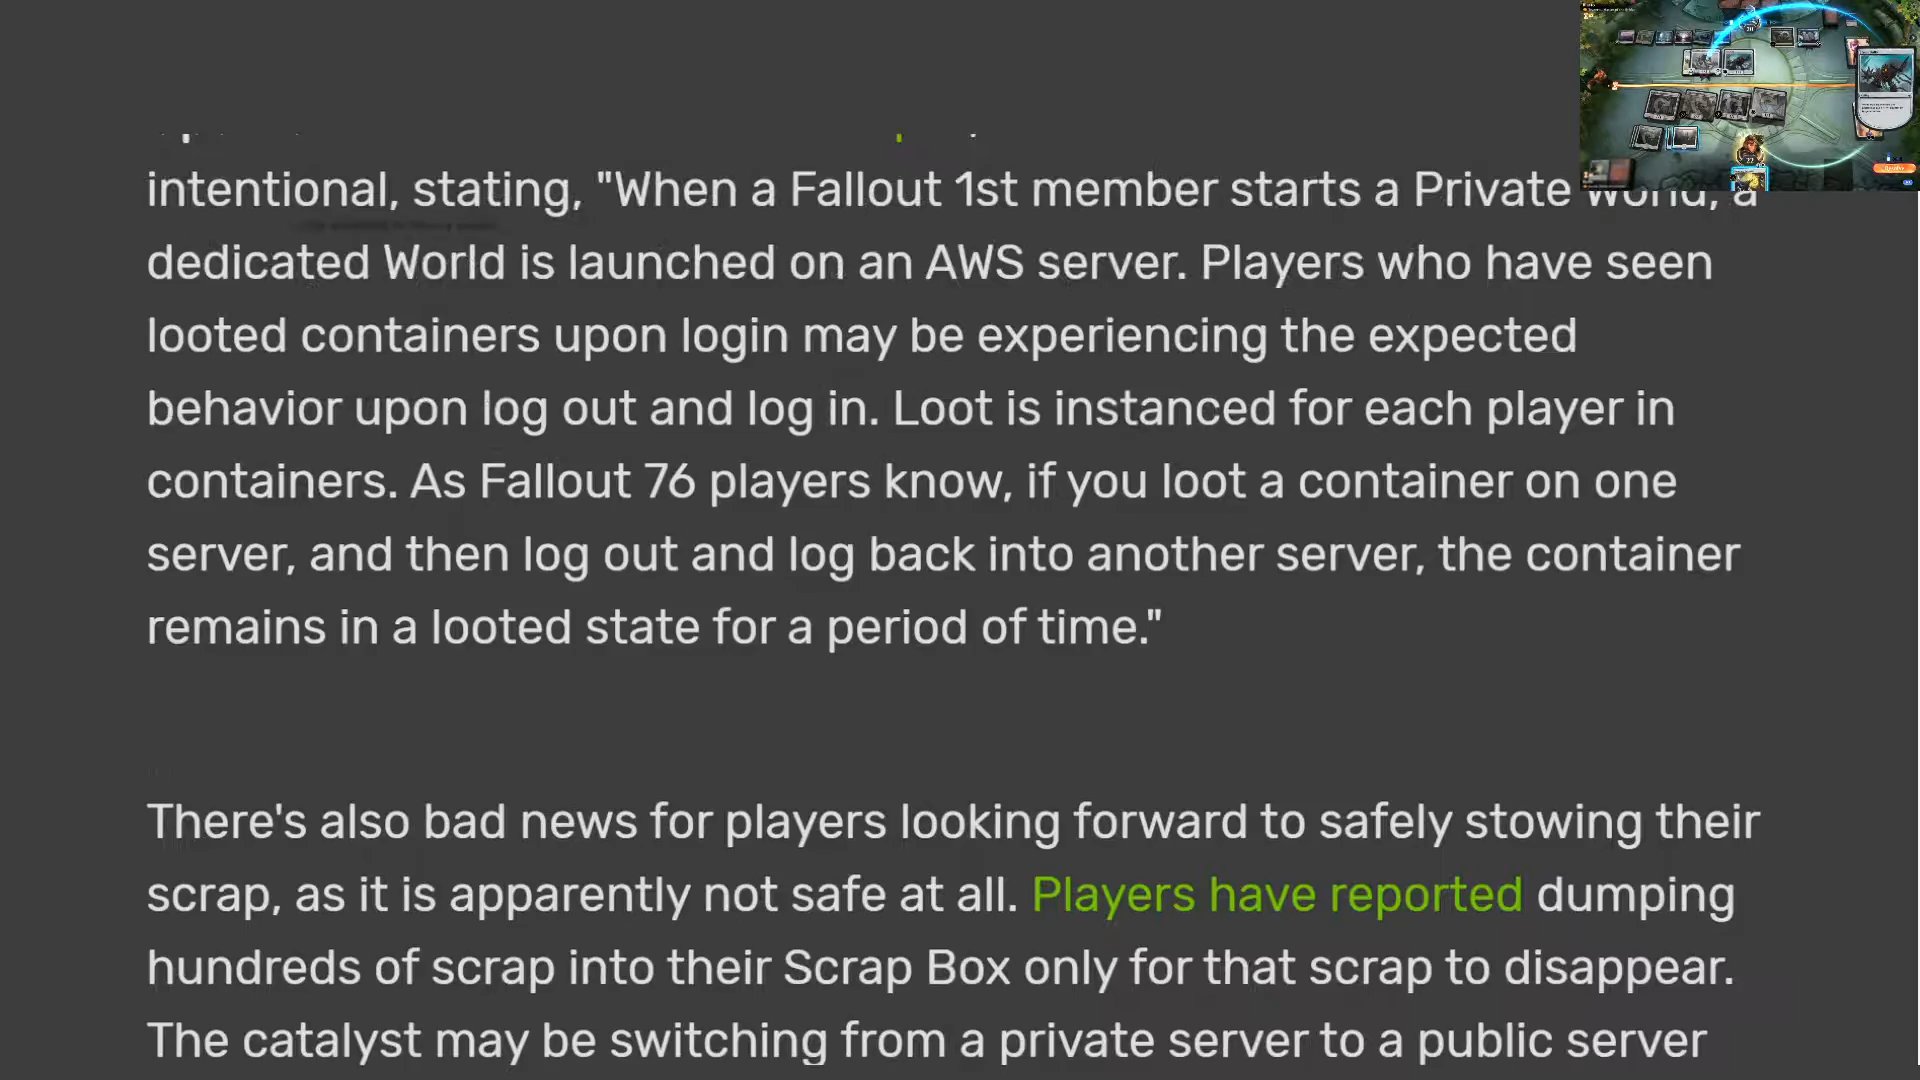 intentional, stating, "When a Fallout 1st member starts a Private World, a
dedicated World is launched on an AWS server. Players who have seen
looted containers upon login may be experiencing the expected
behavior upon log out and log in. Loot is instanced for each player in
containers. As Fallout 76 players know, if you loot a container on one
server, and then log out and log back into another server, the container
remains in a looted state for a period of time."
There's also bad news for players looking forward to safely stowing their
scrap, as it is apparently not safe at all. Players have reported dumping
hundreds of scrap into their Scrap Box only for that scrap to disappear.
The catalyst may be switching from a private server to a public server